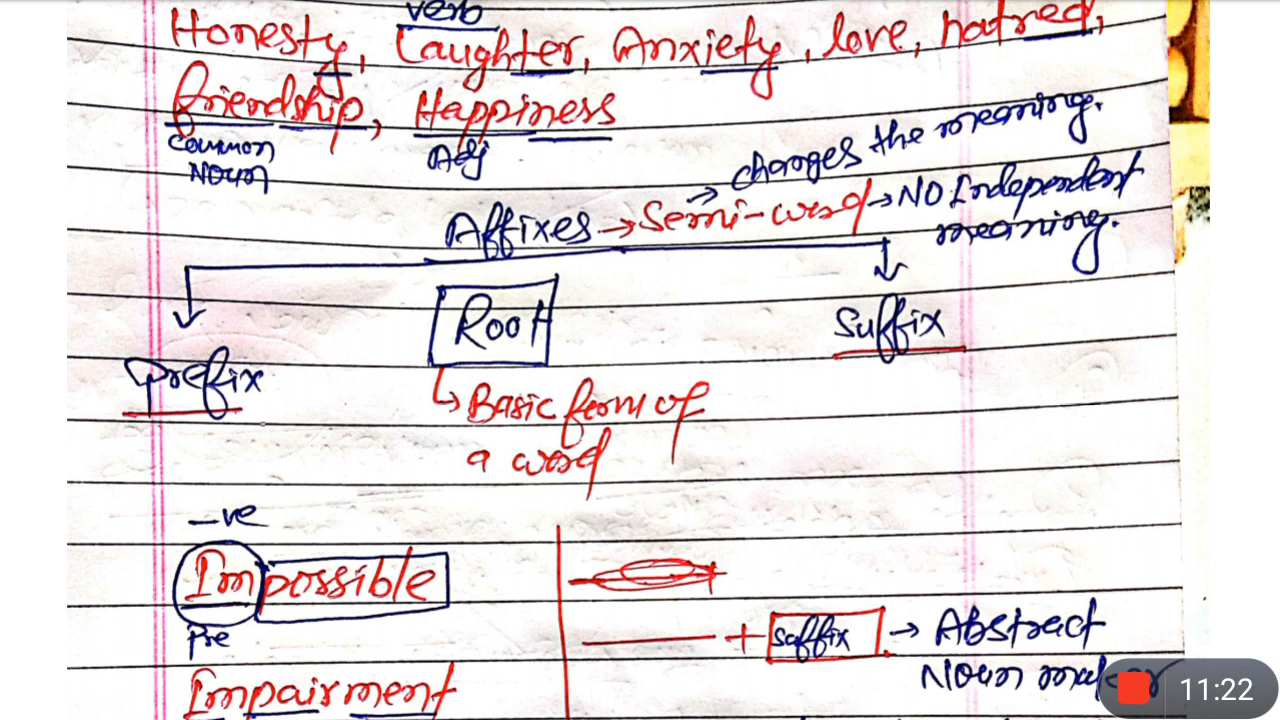 verb
Honesty, Laughter, Anxiety, love, hatred,
friendship, Happiness
common
Noun
Adj
→ changes the meaning.
Affixes → Semi-word → NO Independent
meaning.
Prefix
Root
Suffix
↳ Basic form of
a word
-ve
Impossible
Pre
+ suffix → Abstract
Noun maker
Impairment
11:22